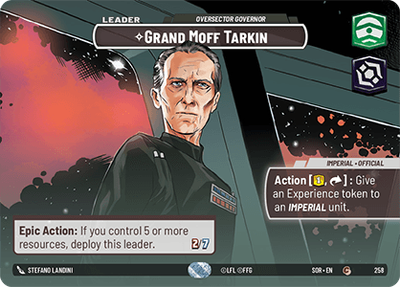 LEADER
OVERSECTOR GOVERNOR
GRAND MOFF TARKIN
IMPERIAL • OFFICIAL
Action [1, ]: Give
an Experience token to
an IMPERIAL unit.
Epic Action: If you control 5 or more
resources, deploy this leader.
2/7
STEFANO LANDINI
©LFL ©FFG
SOR • EN
C
258